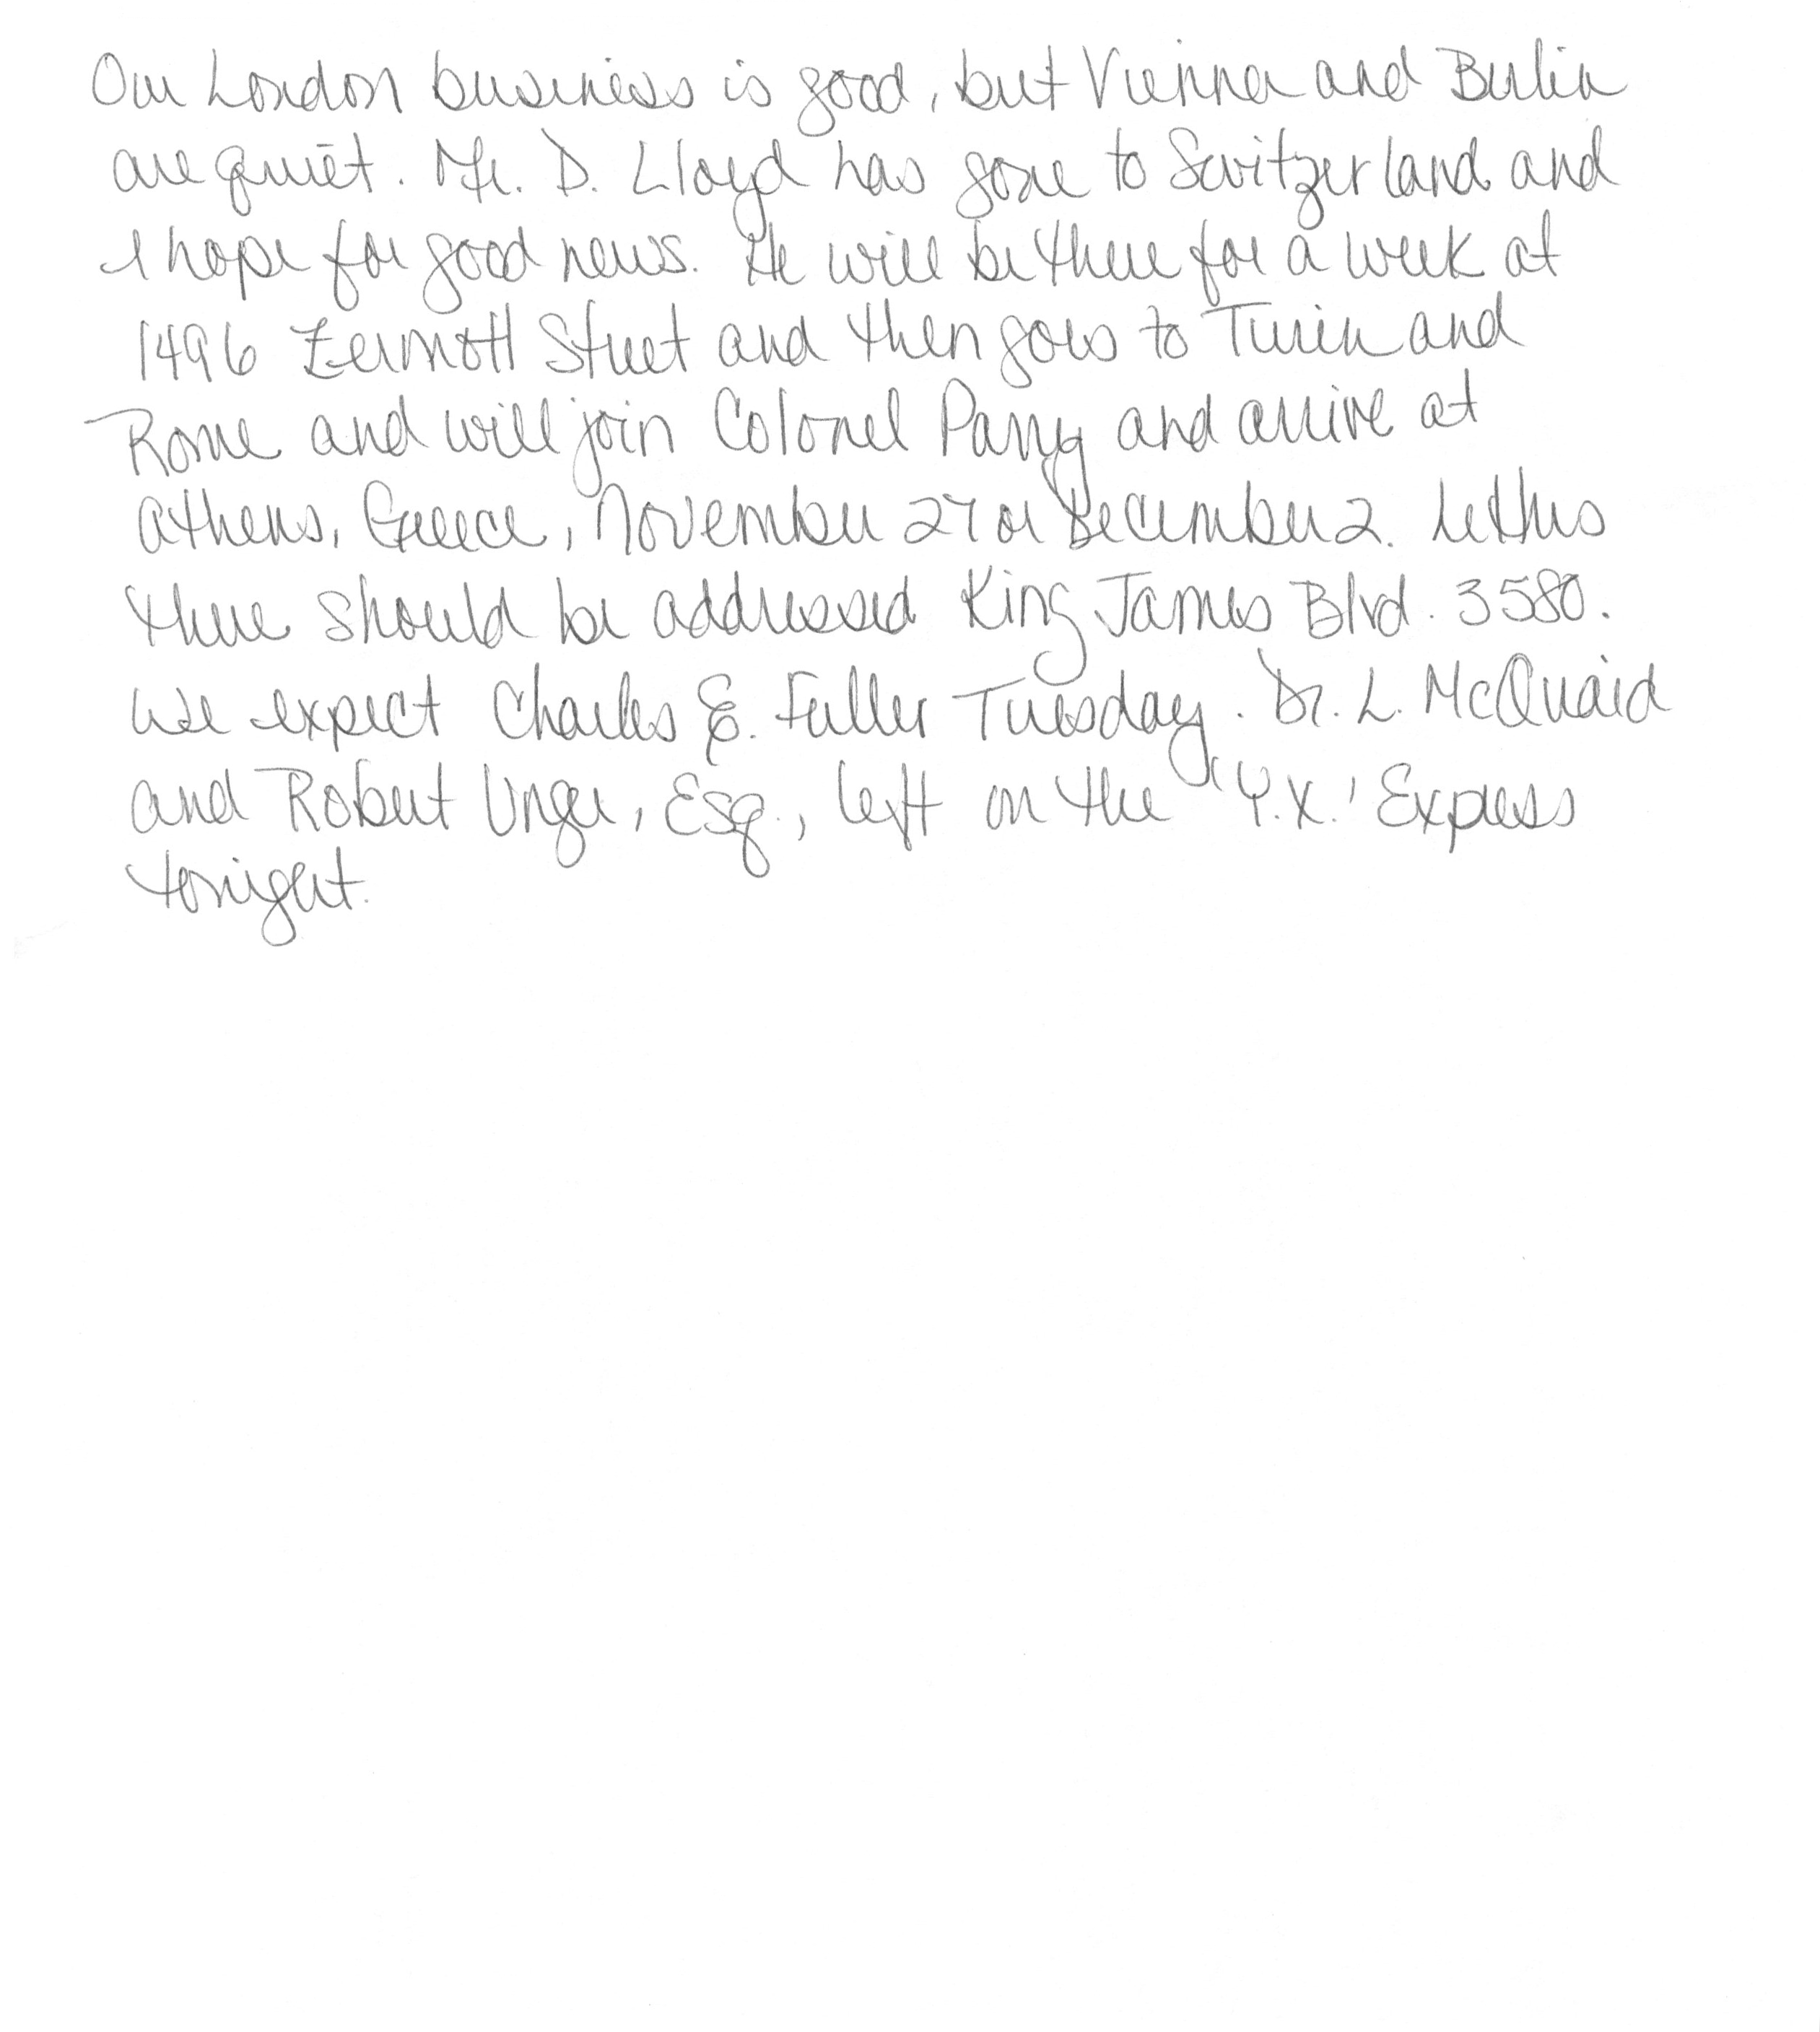 Our London business is good, but Vienna and Berlin
are quiet. Mr. D. Lloyd has gone to Switzerland and
I hope for good news. He will be there for a week at
1496 Zermott Street and then goes to Turin and
Rome and will join Colonel Parry and arrive at
Athens, Greece, November 27 or December 2. Letters
there should be addressed King James Blvd. 3580.
We expect Charles E. Fuller Tuesday. Dr. L. McQuaid
and Robert Unger, Esq., left on the 'Y.X.' Express
tonight.